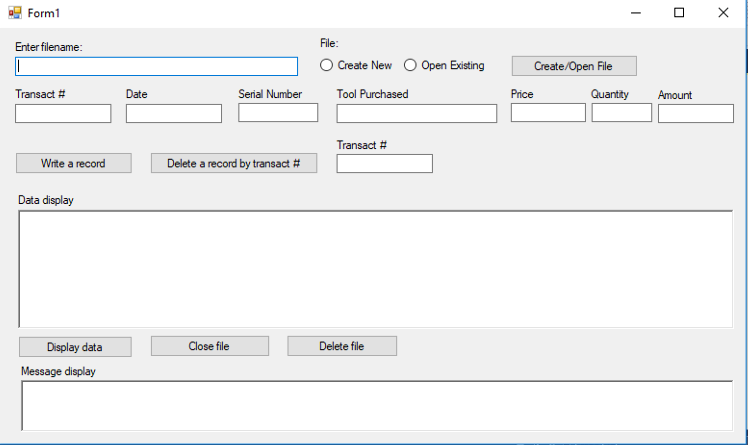 Form1
Enter filename:
File:
Create New
Open Existing
Create/Open File
Transact #
Date
Serial Number
Tool Purchased
Price
Quantity
Amount
Write a record
Delete a record by transact #
Transact #
Data display
Display data
Close file
Delete file
Message display